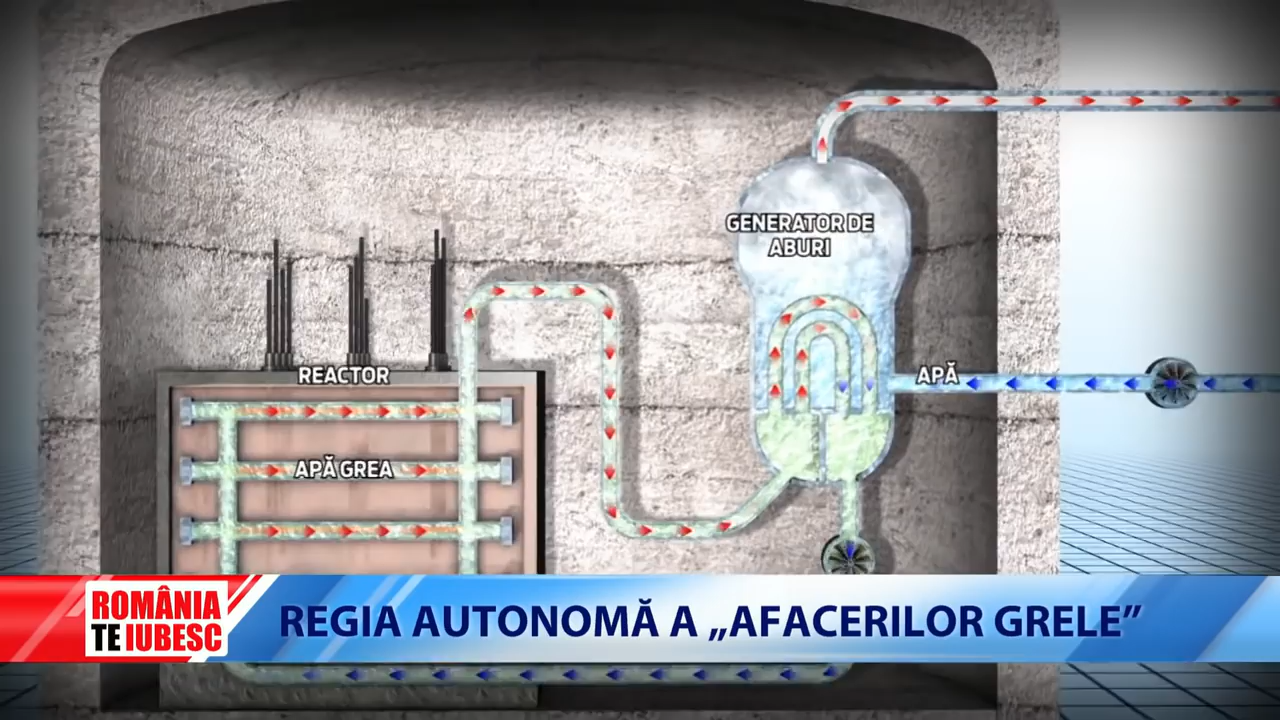 GENERATOR DE
ABURI
REACTOR
APĂ
APĂ GREA
ROMÂNIA
TE IUBESC
REGIA AUTONOMĂ A „AFACERILOR GRELE”